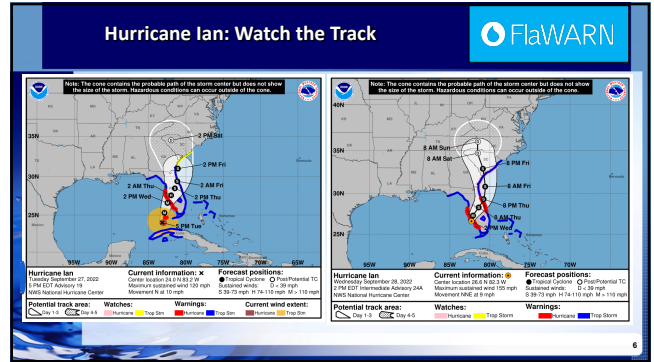 Hurricane Ian: Watch the Track
FlaWARN
Note: The cone contains the probable path of the storm center but does not show
the size of the storm. Hazardous conditions can occur outside of the cone.
35N
30N
25N
2 PM Sat
2 PM Fri
2 AM Fri
2 PM Thu
2 AM Thu
2 PM Wed
5 PM Tue
95W
90W
85W
80W
75W
70W
65W
Hurricane Ian
Tuesday September 27, 2022
5 PM EDT Advisory 19
NWS National Hurricane Center
Current information: ×
Center location 24.0 N 83.2 W
Maximum sustained wind 120 mph
Movement N at 10 mph
Forecast positions:
Tropical Cyclone Post/Potential TC
Sustained winds: D < 39 mph
S 39-73 mph H 74-110 mph M > 110 mph
Potential track area:
Day 1-3 Day 4-5
Watches:
Hurricane Trop Stm
Warnings:
Hurricane Trop Stm
Current wind extent:
Hurricane Trop Stm
Note: The cone contains the probable path of the storm center but does not show
the size of the storm. Hazardous conditions can occur outside of the cone.
40N
35N
30N
25N
8 AM Sun
8 AM Sat
8 PM Fri
8 AM Fri
8 PM Thu
8 AM Thu
2 PM Wed
95W
90W
85W
80W
75W
70W
65W
Hurricane Ian
Wednesday September 28, 2022
2 PM EDT Intermediate Advisory 24A
NWS National Hurricane Center
Current information:
Center location 26.6 N 82.3 W
Maximum sustained wind 155 mph
Movement NNE at 9 mph
Forecast positions:
Tropical Cyclone Post/Potential TC
Sustained winds: D < 39 mph
S 39-73 mph H 74-110 mph M > 110 mph
Potential track area:
Day 1-3 Day 4-5
Watches:
Hurricane Trop Storm
Warnings:
Hurricane Trop Storm
6